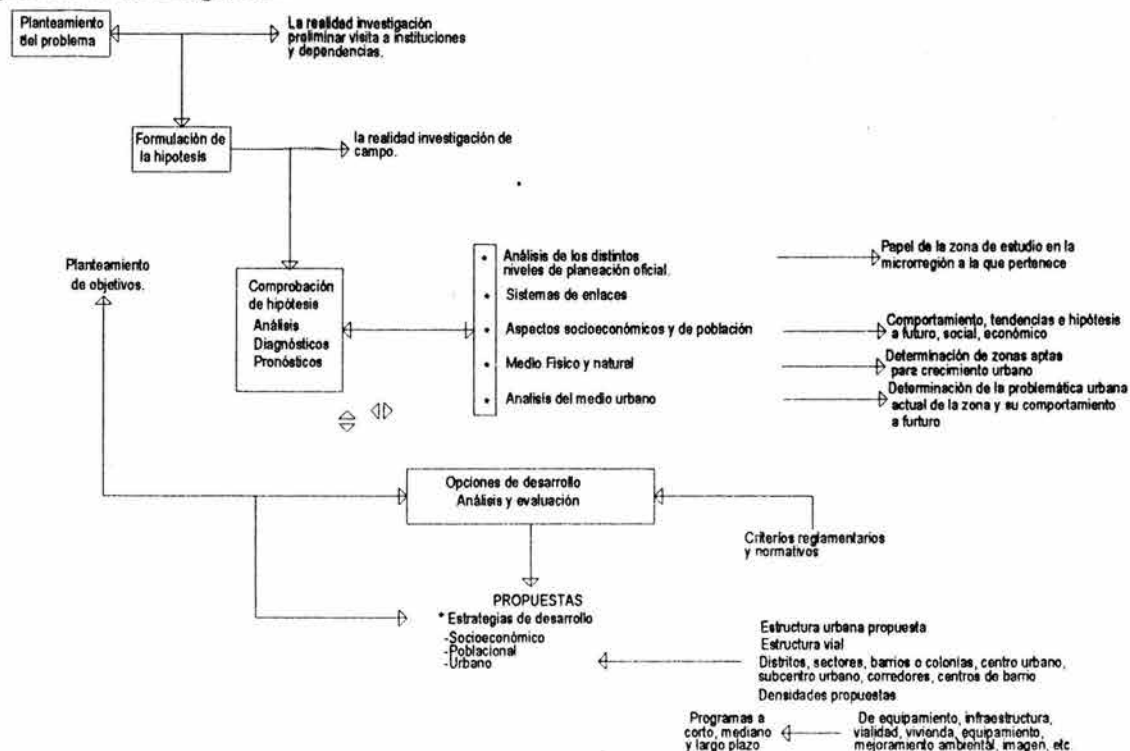 Planteamiento
del problema
La realidad investigación
preliminar visita a instituciones
y dependencias.
Formulación de
la hipotesis
la realidad investigación de
campo.
Planteamiento
de objetivos.
Comprobación
de hipótesis
Análisis
Diagnósticos
Pronósticos
• Análisis de los distintos
niveles de planeación oficial.
• Sistemas de enlaces
• Aspectos socioeconómicos y de población
• Medio Fisico y natural
• Analisis del medio urbano
Papel de la zona de estudio en la
microrregión a la que pertenece
Comportamiento, tendencias e hipótesis
a futuro, social, económico
Determinación de zonas aptas
para crecimiento urbano
Determinación de la problemática urbana
actual de la zona y su comportamiento
a furturo
Opciones de desarrollo
Análisis y evaluación
Criterios reglamentarios
y normativos
PROPUESTAS
* Estrategias de desarrollo
-Socioeconómico
-Poblacional
-Urbano
Estructura urbana propuesta
Estructura vial
Distritos, sectores, barrios o colonias, centro urbano,
subcentro urbano, corredores, centros de barrio
Densidades propuestas
Programas a
corto, mediano
y largo plazo
De equipamiento, infraestructura,
vialidad, vivienda, equipamiento,
mejoramiento ambiental, imagen, etc